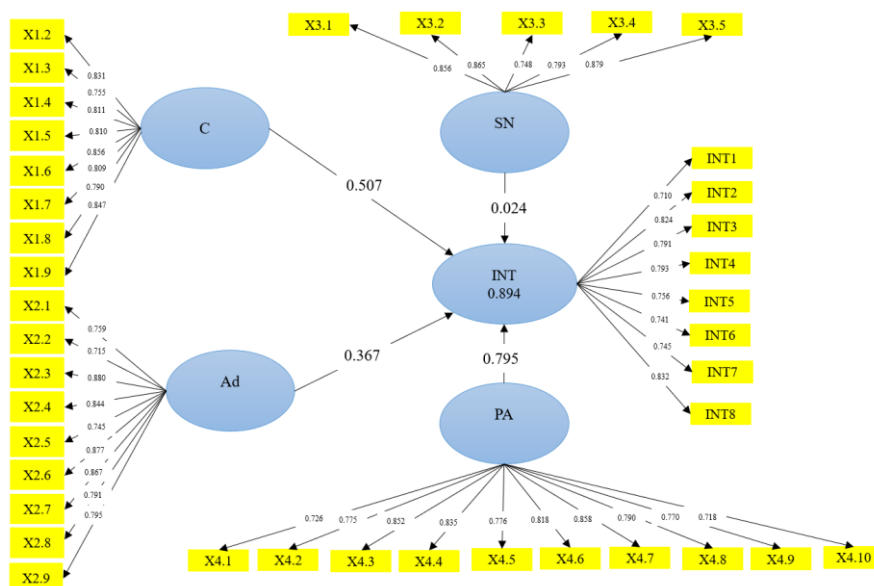 X1.2
X1.3
X1.4
X1.5
X1.6
X1.7
X1.8
X1.9
0.831
0.755
0.811
0.810
0.856
0.809
0.790
0.847
C
0.507
X3.1
X3.2
X3.3
X3.4
X3.5
0.856
0.865
0.748
0.793
0.879
SN
0.024
INT
0.894
INT1
INT2
INT3
INT4
INT5
INT6
INT7
INT8
0.710
0.824
0.791
0.793
0.756
0.741
0.745
0.832
X2.1
X2.2
X2.3
X2.4
X2.5
X2.6
X2.7
X2.8
X2.9
0.759
0.715
0.880
0.844
0.745
0.877
0.867
0.791
0.795
Ad
0.367
0.795
PA
0.726
0.775
0.852
0.835
0.776
0.818
0.858
0.790
0.770
0.718
X4.1
X4.2
X4.3
X4.4
X4.5
X4.6
X4.7
X4.8
X4.9
X4.10